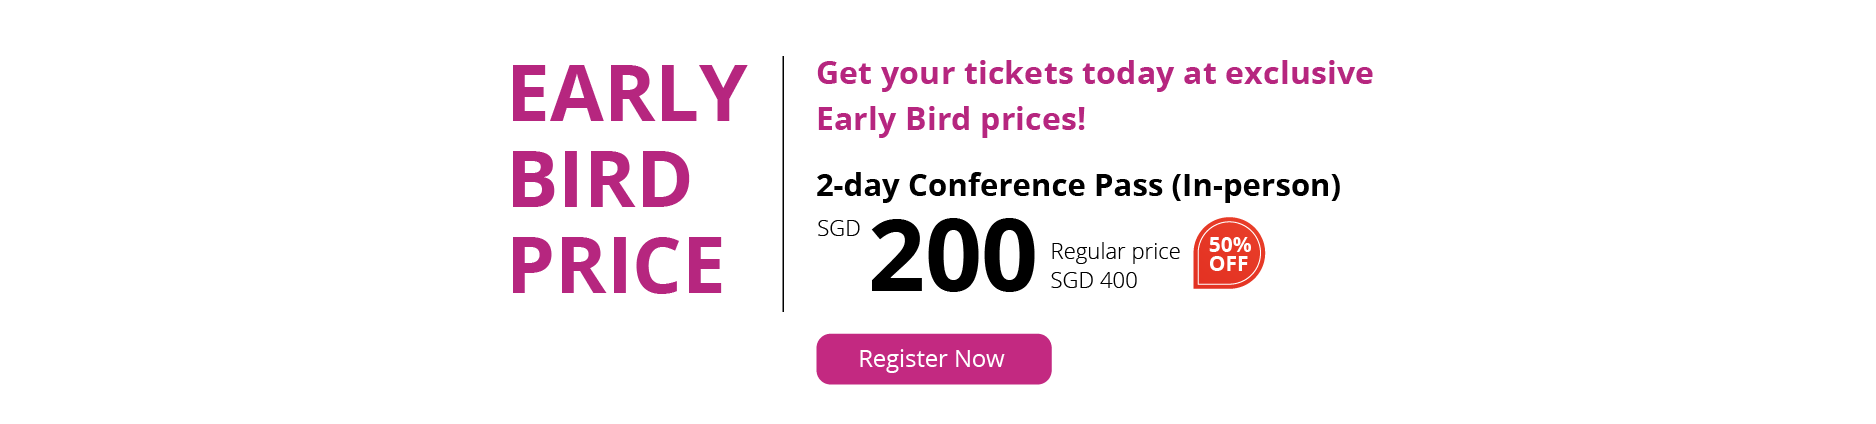 EARLY
BIRD
PRICE
Get your tickets today at exclusive
Early Bird prices!
2-day Conference Pass (In-person)
SGD 200
Regular price
SGD 400
50%
OFF
Register Now